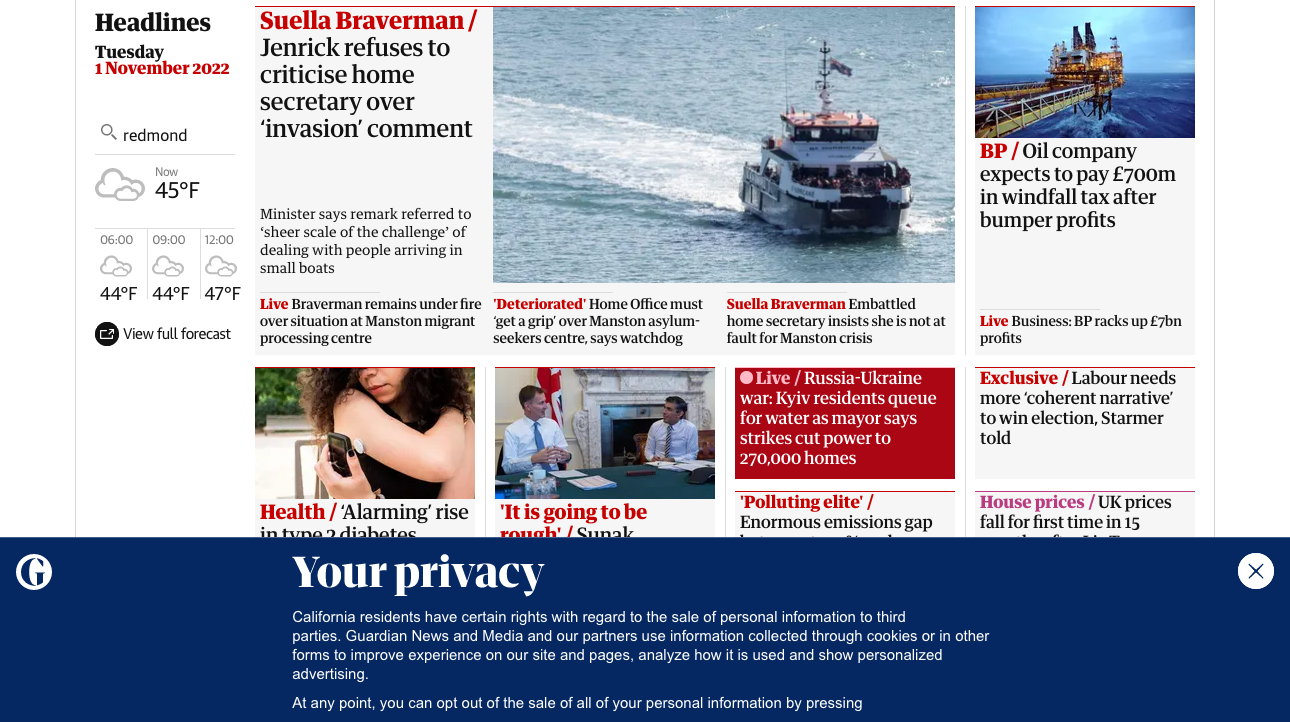 Headlines
Tuesday
1 November 2022
redmond
Now
45°F
06:00
09:00
12:00
44°F
44°F
47°F
View full forecast
Suella Braverman /
Jenrick refuses to
criticise home
secretary over
‘invasion’ comment
Minister says remark referred to
‘sheer scale of the challenge’ of
dealing with people arriving in
small boats
Live Braverman remains under fire
over situation at Manston migrant
processing centre
'Deteriorated' Home Office must
‘get a grip’ over Manston asylum-
seekers centre, says watchdog
Suella Braverman Embattled
home secretary insists she is not at
fault for Manston crisis
BP / Oil company
expects to pay £700m
in windfall tax after
bumper profits
Live Business: BP racks up £7bn
profits
Health / ‘Alarming’ rise
in type 2 diabetes
'It is going to be
rough' / Sunak
Live / Russia-Ukraine
war: Kyiv residents queue
for water as mayor says
strikes cut power to
270,000 homes
'Polluting elite' /
Enormous emissions gap
Exclusive / Labour needs
more ‘coherent narrative’
to win election, Starmer
told
House prices / UK prices
fall for first time in 15
Your privacy
California residents have certain rights with regard to the sale of personal information to third
parties. Guardian News and Media and our partners use information collected through cookies or in other
forms to improve experience on our site and pages, analyze how it is used and show personalized
advertising.
At any point, you can opt out of the sale of all of your personal information by pressing